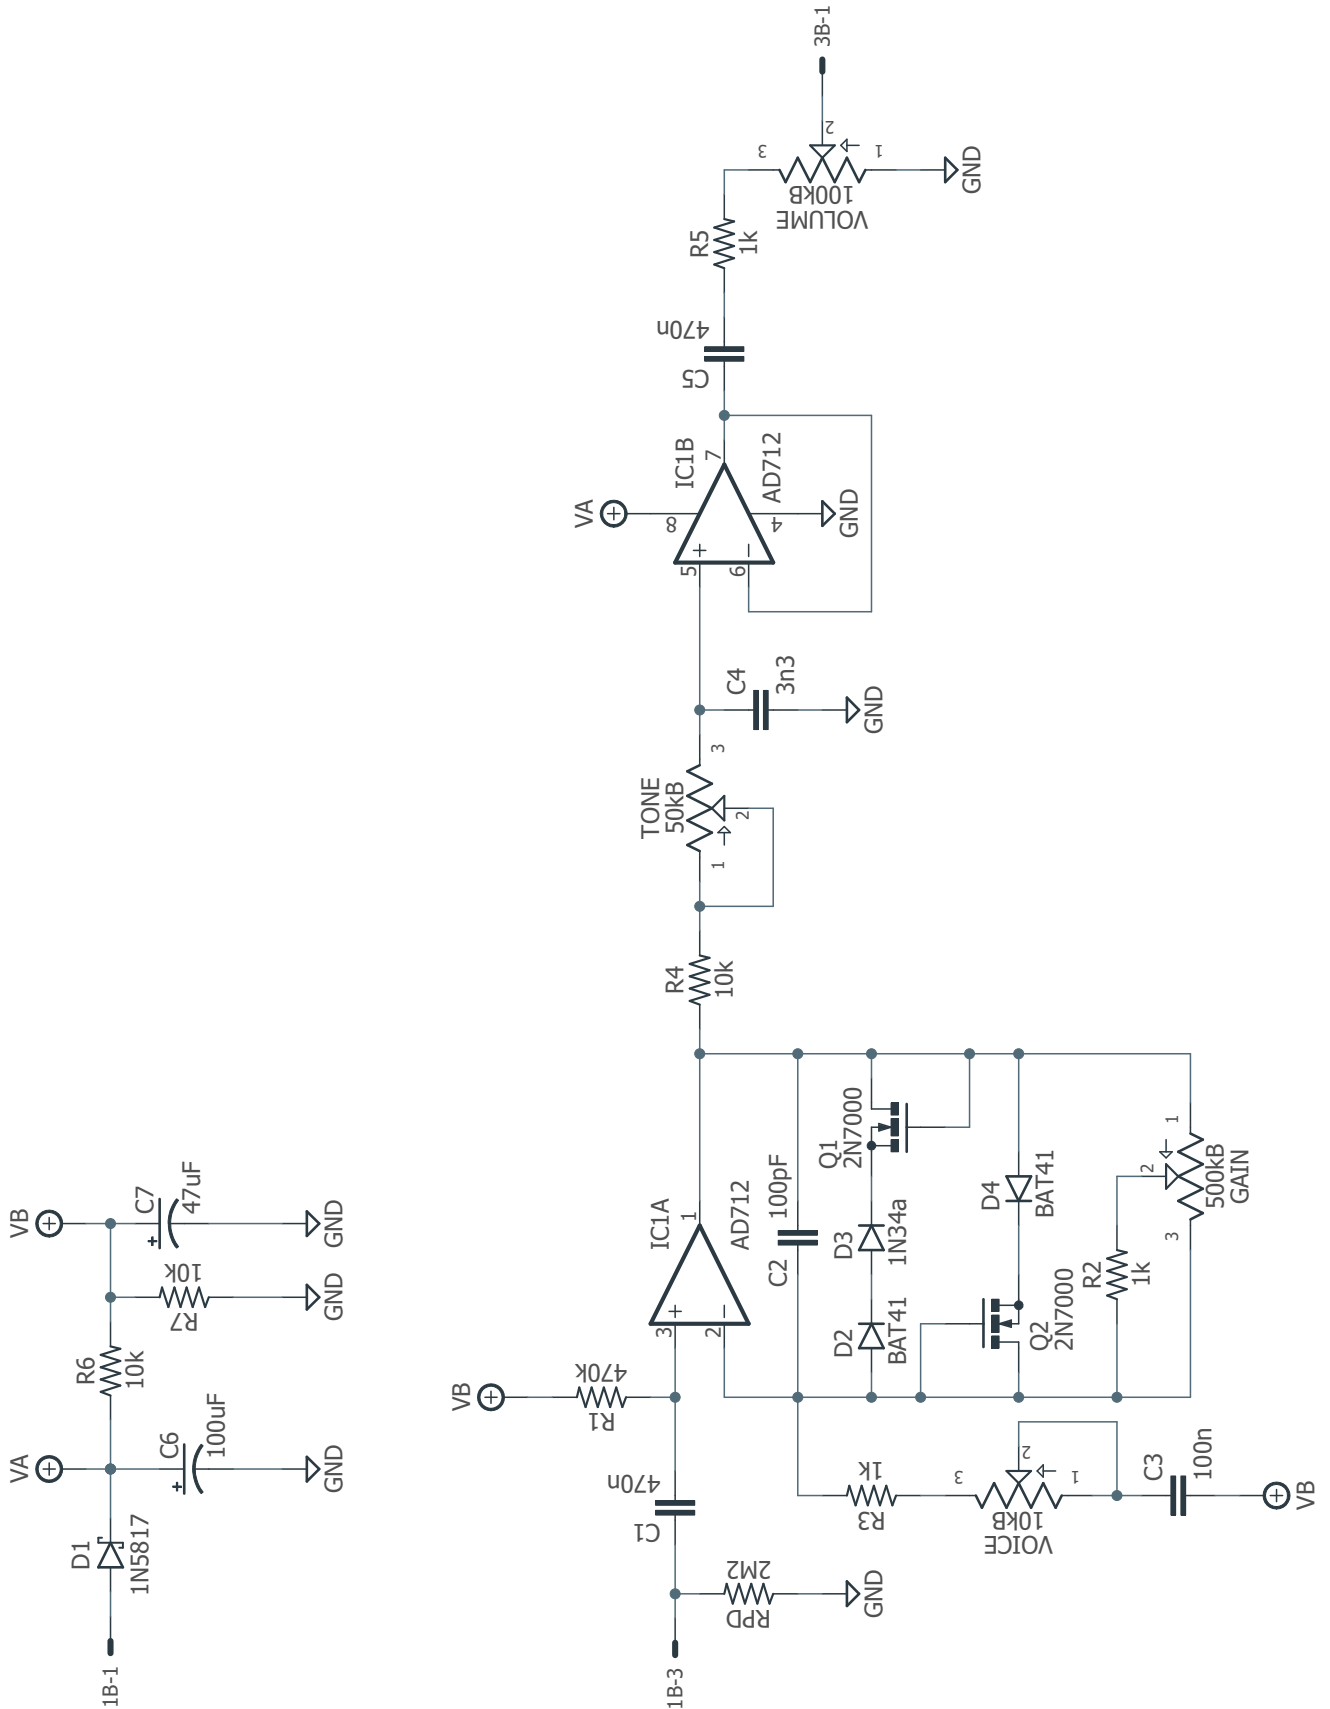 1B-1
D1
1N5817
VA
C6
100uF
GND
R6
10k
R7
10k
GND
VB
C7
47uF
GND
1B-3
RPD
2M2
GND
C1
470n
VB
R1
470k
3
2
+
−
1
IC1A
AD712
R3
1k
VOICE
10kB
3
2
1
C3
100n
VB
C2
100pF
D2
BAT41
D3
1N34a
Q1
2N7000
Q2
2N7000
D4
BAT41
R2
1k
3
2
1
500kB
GAIN
R4
10k
TONE
50kB
1
2
3
C4
3n3
GND
5
6
+
−
7
8
4
VA
GND
IC1B
AD712
C5
470n
R5
1k
VOLUME
100kB
3
2
1
GND
3B-1